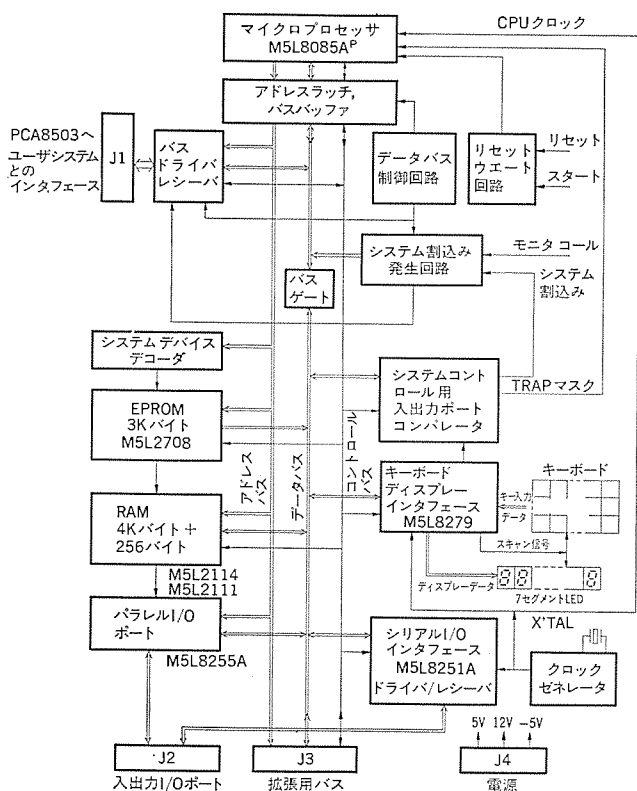 マイクロプロセッサ
M5L8085AP
CPUクロック
アドレスラッチ,
バスバッファ
PCA8503へ
ユーザシステム
との
インタフェース
J1
バス
ドライバ
レシーバ
データバス
制御回路
リセット
ウエート
回路
リセット
スタート
システム割込み
発生回路
モニタ コール
システム
割込み
バス
ゲート
システムデバイス
デコーダ
システムコント
ロール用
入出力ポート
コンパレータ
TRAPマスク
EPROM
3Kバイト
M5L2708
アドレス
バス
データバス
コントロール
バス
キーボード
ディスプレー
インタフェース
M5L8279
キーボード
キー入力
データ
スキャン信号
RAM
4Kバイト+
256バイト
M5L2114
M5L2111
ディスプレーデータ
7セグメントLED
X'TAL
パラレルI/O
ポート
M5L8255A
シリアルI/O
インタフェース
M5L8251A
ドライバ/レシーバ
クロック
ゼネレータ
5V 12V -5V
J2
J3
J4
入出力I/Oポート
拡張用バス
電源